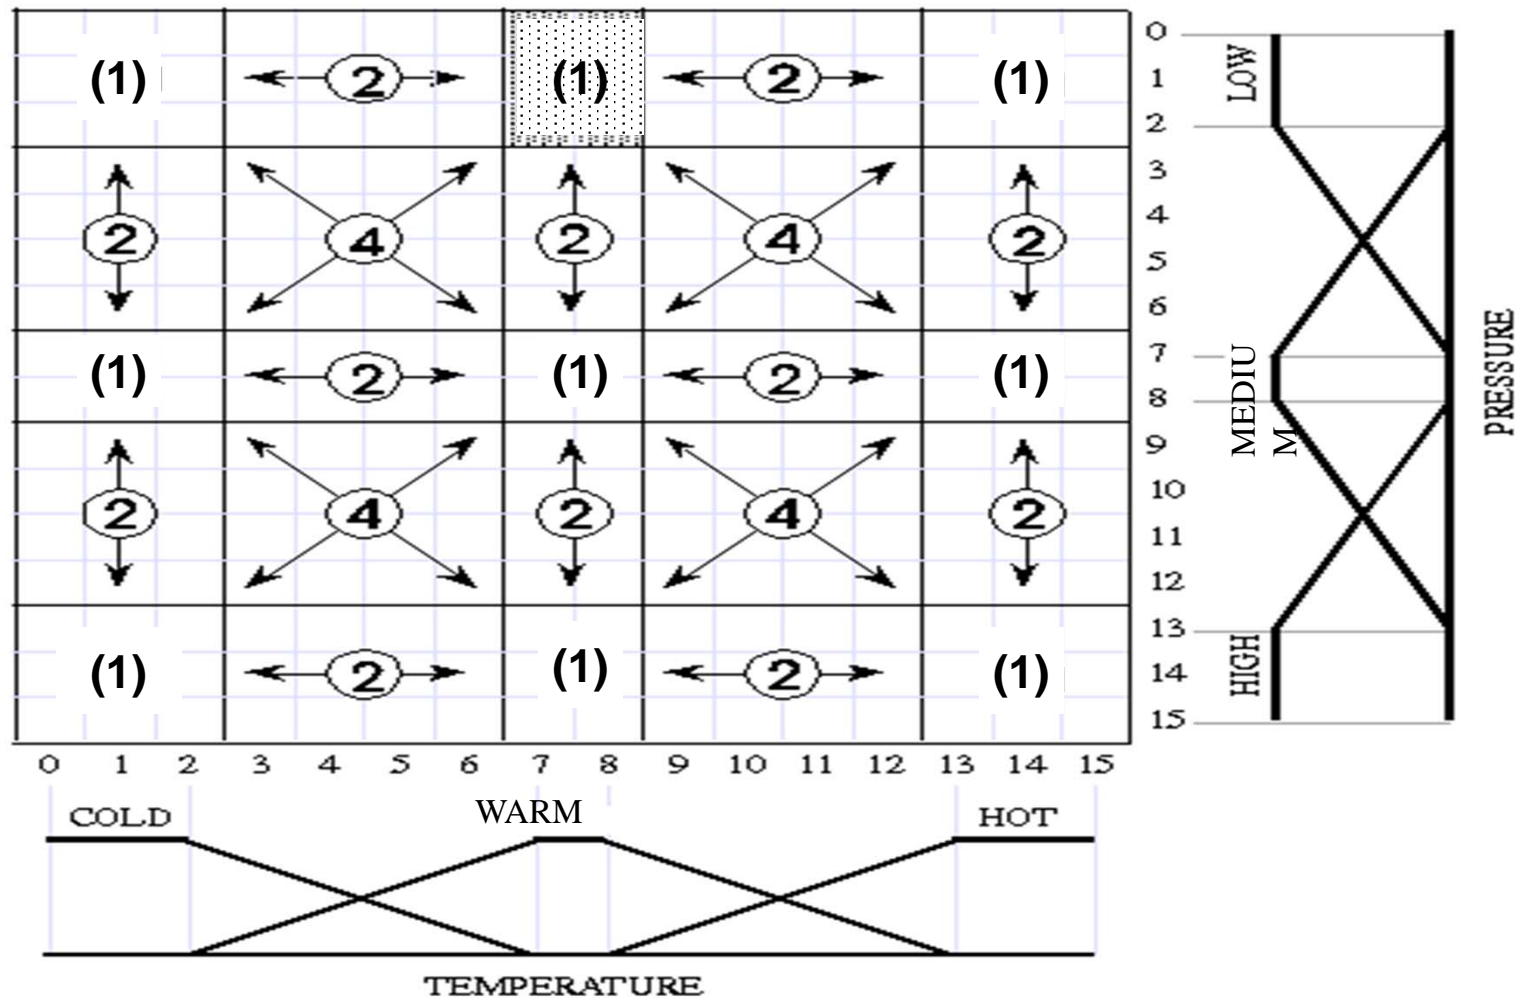 (1) 2 (1) 2 (1)
2 4 2 4 2
(1) 2 (1) 2 (1)
2 4 2 4 2
(1) 2 (1) 2 (1)
0
1
2
3
4
5
6
7
8
9
10
11
12
13
14
15
LOW
MEDIU
M
HIGH
PRESSURE
0 1 2 3 4 5 6 7 8 9 10 11 12 13 14 15
COLD WARM HOT
TEMPERATURE